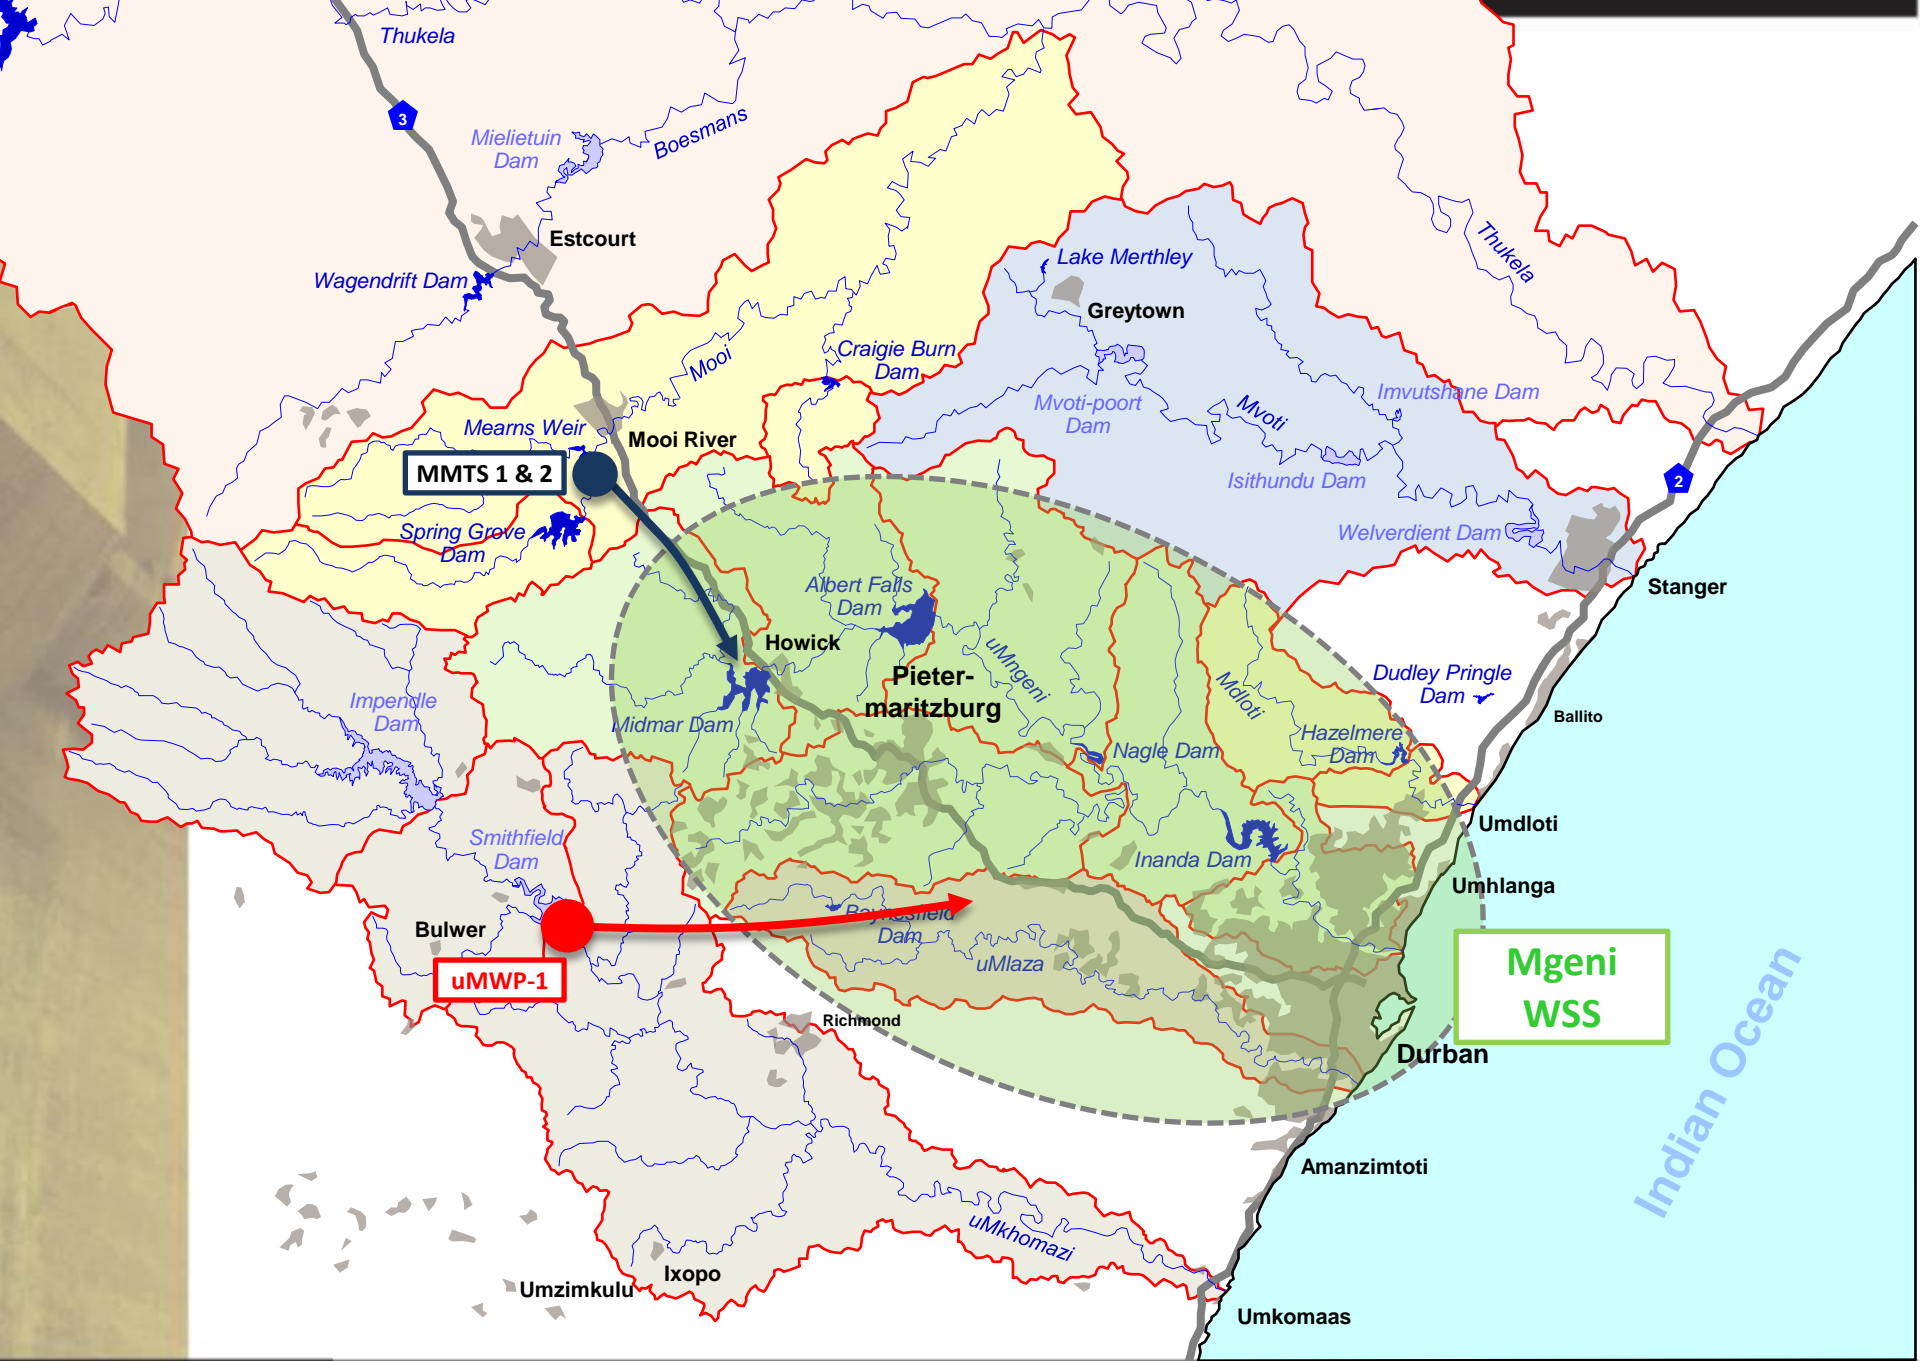 Thukela
3
Mielietuin
Dam
Boesmans
Estcourt
Wagendrift Dam
Thukela
Lake Merthley
Greytown
Craigie Burn
Dam
Mooi
Mearns Weir
Mooi River
MMTS 1 & 2
Spring Grove
Dam
Mvoti-poort
Dam
Mvoti
Imvutshane Dam
Isithundu Dam
2
Welverdient Dam
Stanger
Albert Falls
Dam
Howick
uMngeni
Pieter-
maritzburg
Mdloti
Dudley Pringle
Dam
Ballito
Impendle
Dam
Midmar Dam
Nagle Dam
Hazelmere
Dam
Umdloti
Smithfield
Dam
Inanda Dam
Umhlanga
Baynesfield
Dam
Bulwer
uMlaza
uMWP-1
Mgeni
WSS
Richmond
Durban
Indian Ocean
Amanzimtoti
uMkhomazi
Ixopo
Umzimkulu
Umkomaas